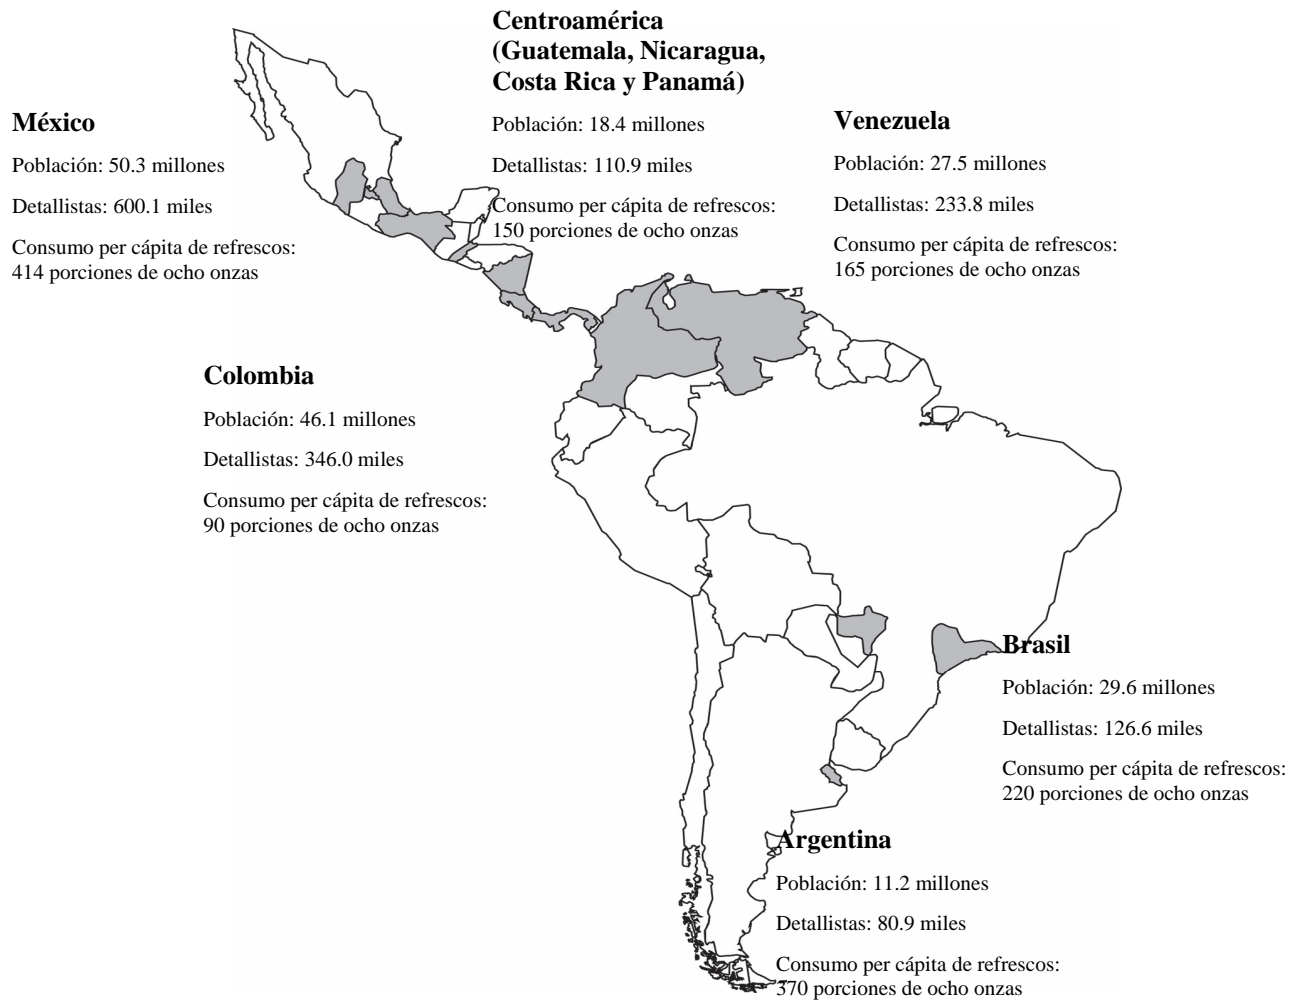 Centroamérica
(Guatemala, Nicaragua,
Costa Rica y Panamá)
Población: 18.4 millones
Detallistas: 110.9 miles
Consumo per cápita de refrescos:
150 porciones de ocho onzas
México
Población: 50.3 millones
Detallistas: 600.1 miles
Consumo per cápita de refrescos:
414 porciones de ocho onzas
Venezuela
Población: 27.5 millones
Detallistas: 233.8 miles
Consumo per cápita de refrescos:
165 porciones de ocho onzas
Colombia
Población: 46.1 millones
Detallistas: 346.0 miles
Consumo per cápita de refrescos:
90 porciones de ocho onzas
Brasil
Población: 29.6 millones
Detallistas: 126.6 miles
Consumo per cápita de refrescos:
220 porciones de ocho onzas
Argentina
Población: 11.2 millones
Detallistas: 80.9 miles
Consumo per cápita de refrescos:
370 porciones de ocho onzas